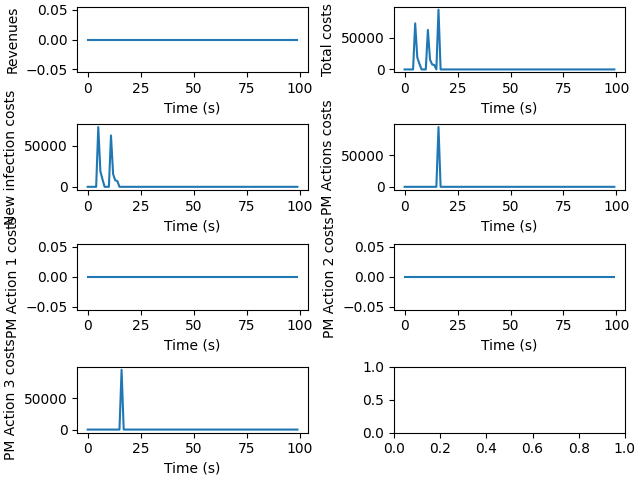 Revenues
0.05
0.00
−0.05
0 25 50 75 100
Time (s)
Total costs
50000
0
0 25 50 75 100
Time (s)
New infection costs
50000
0
0 25 50 75 100
Time (s)
PM Actions costs
50000
0
0 25 50 75 100
Time (s)
PM Action 1 costs
0.05
0.00
−0.05
0 25 50 75 100
Time (s)
PM Action 2 costs
0.05
0.00
−0.05
0 25 50 75 100
Time (s)
PM Action 3 costs
50000
0
0 25 50 75 100
Time (s)
1.0
0.5
0.0
0.0 0.2 0.4 0.6 0.8 1.0